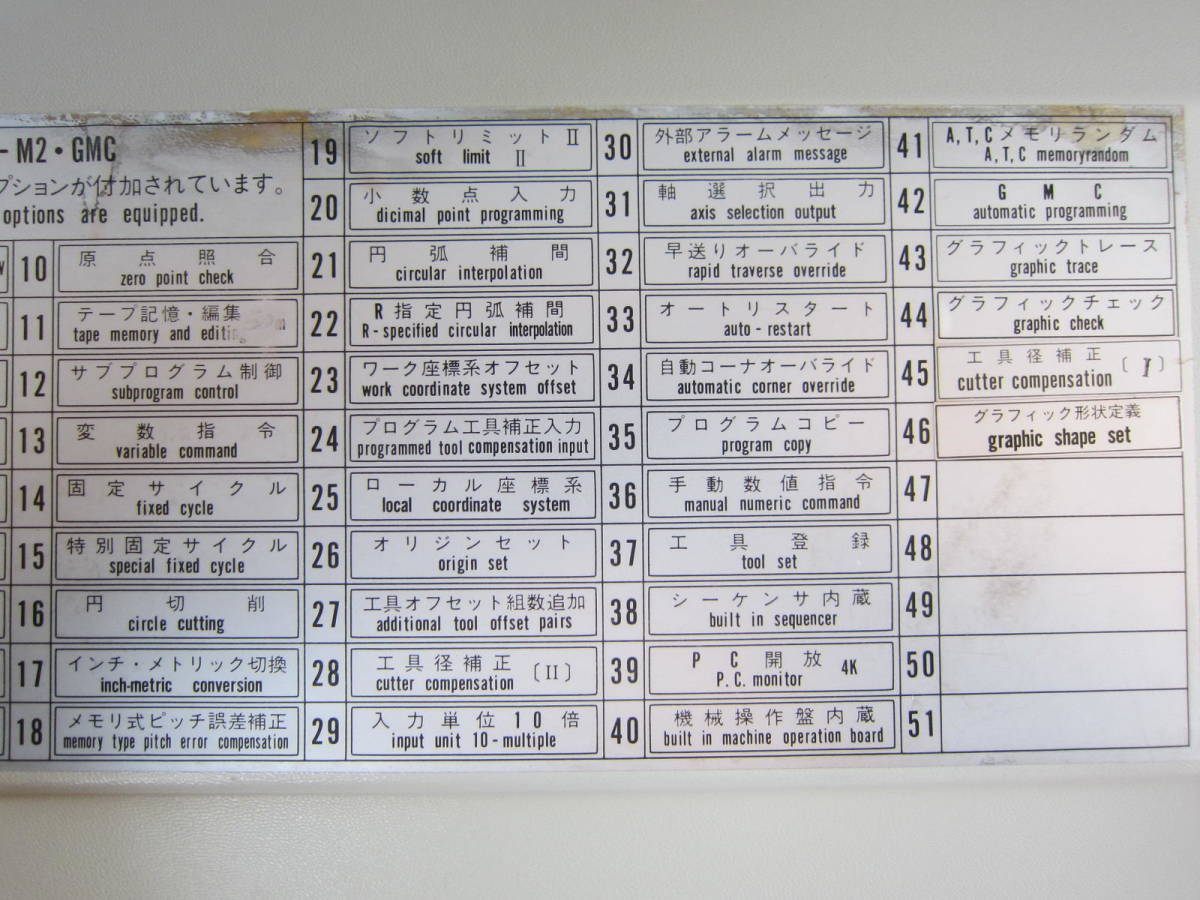 - M2・GMC
プションが付加されています。
options are equipped.
10
原点照合
zero point check
11
テープ記憶・編集
tape memory and editing
12
サブプログラム制御
subprogram control
13
変数指令
variable command
14
固定サイクル
fixed cycle
15
特別固定サイクル
special fixed cycle
16
円切削
circle cutting
17
インチ・メトリック切換
inch-metric conversion
18
メモリ式ピッチ誤差補正
memory type pitch error compensation
19
ソフトリミットⅡ
soft limit Ⅱ
20
小数点入力
dicimal point programming
21
円弧補間
circular interpolation
22
R指定円弧補間
R-specified circular interpolation
23
ワーク座標系オフセット
work coordinate system offset
24
プログラム工具補正入力
programmed tool compensation input
25
ローカル座標系
local coordinate system
26
オリジンセット
origin set
27
工具オフセット組数追加
additional tool offset pairs
28
工具径補正
cutter compensation 〔II〕
29
入力単位10倍
input unit 10-multiple
30
外部アラームメッセージ
external alarm message
31
軸選択出力
axis selection output
32
早送りオーバライド
rapid traverse override
33
オートリスタート
auto-restart
34
自動コーナオーバライド
automatic corner override
35
プログラムコピー
program copy
36
手動数値指令
manual numeric command
37
工具登録
tool set
38
シーケンサ内蔵
built in sequencer
39
PC開放 4K
P.C. monitor
40
機械操作盤内蔵
built in machine operation board
41
A,T,Cメモリランダム
A,T,C memoryrandom
42
GMC
automatic programming
43
グラフィックトレース
graphic trace
44
グラフィックチェック
graphic check
45
工具径補正
cutter compensation 〔I〕
46
グラフィック形状定義
graphic shape set
47
48
49
50
51